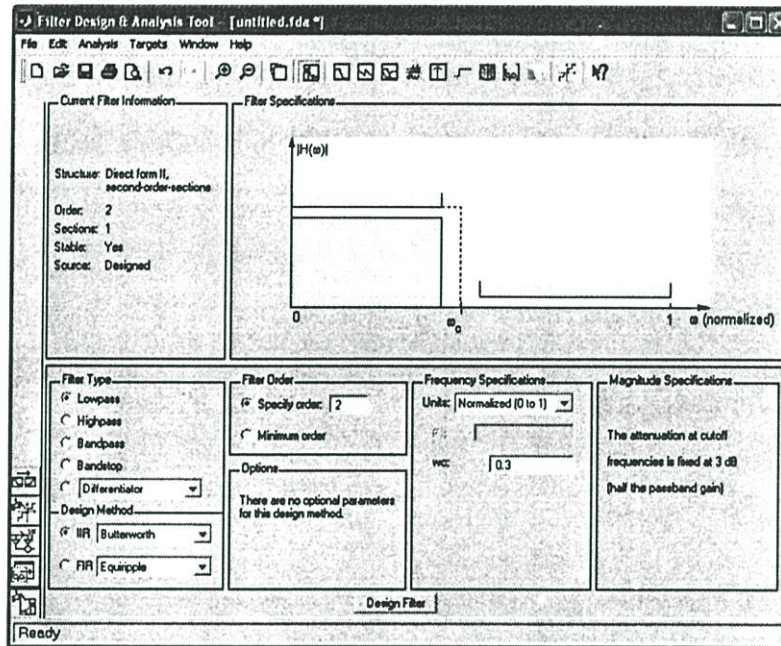 Filter Design & Analysis Tool - [untitled.fda *]
File Edit Analysis Targets Window Help
Current Filter Information
Structure: Direct form II,
second-order-sections
Order: 2
Sections: 1
Stable: Yes
Source: Designed
Filter Specifications
|H(ω)|
0
ωc
1
ω (normalized)
Filter Type
Lowpass
Highpass
Bandpass
Bandstop
Differentiator
Design Method
IIR Butterworth
FIR Equiripple
Filter Order
Specify order: 2
Minimum order
Options
There are no optional parameters
for this design method.
Frequency Specifications
Units: Normalized (0 to 1)
wc: 0.3
Magnitude Specifications
The attenuation at cutoff
frequencies is fixed at 3 dB
(half the passband gain)
Design Filter
Ready